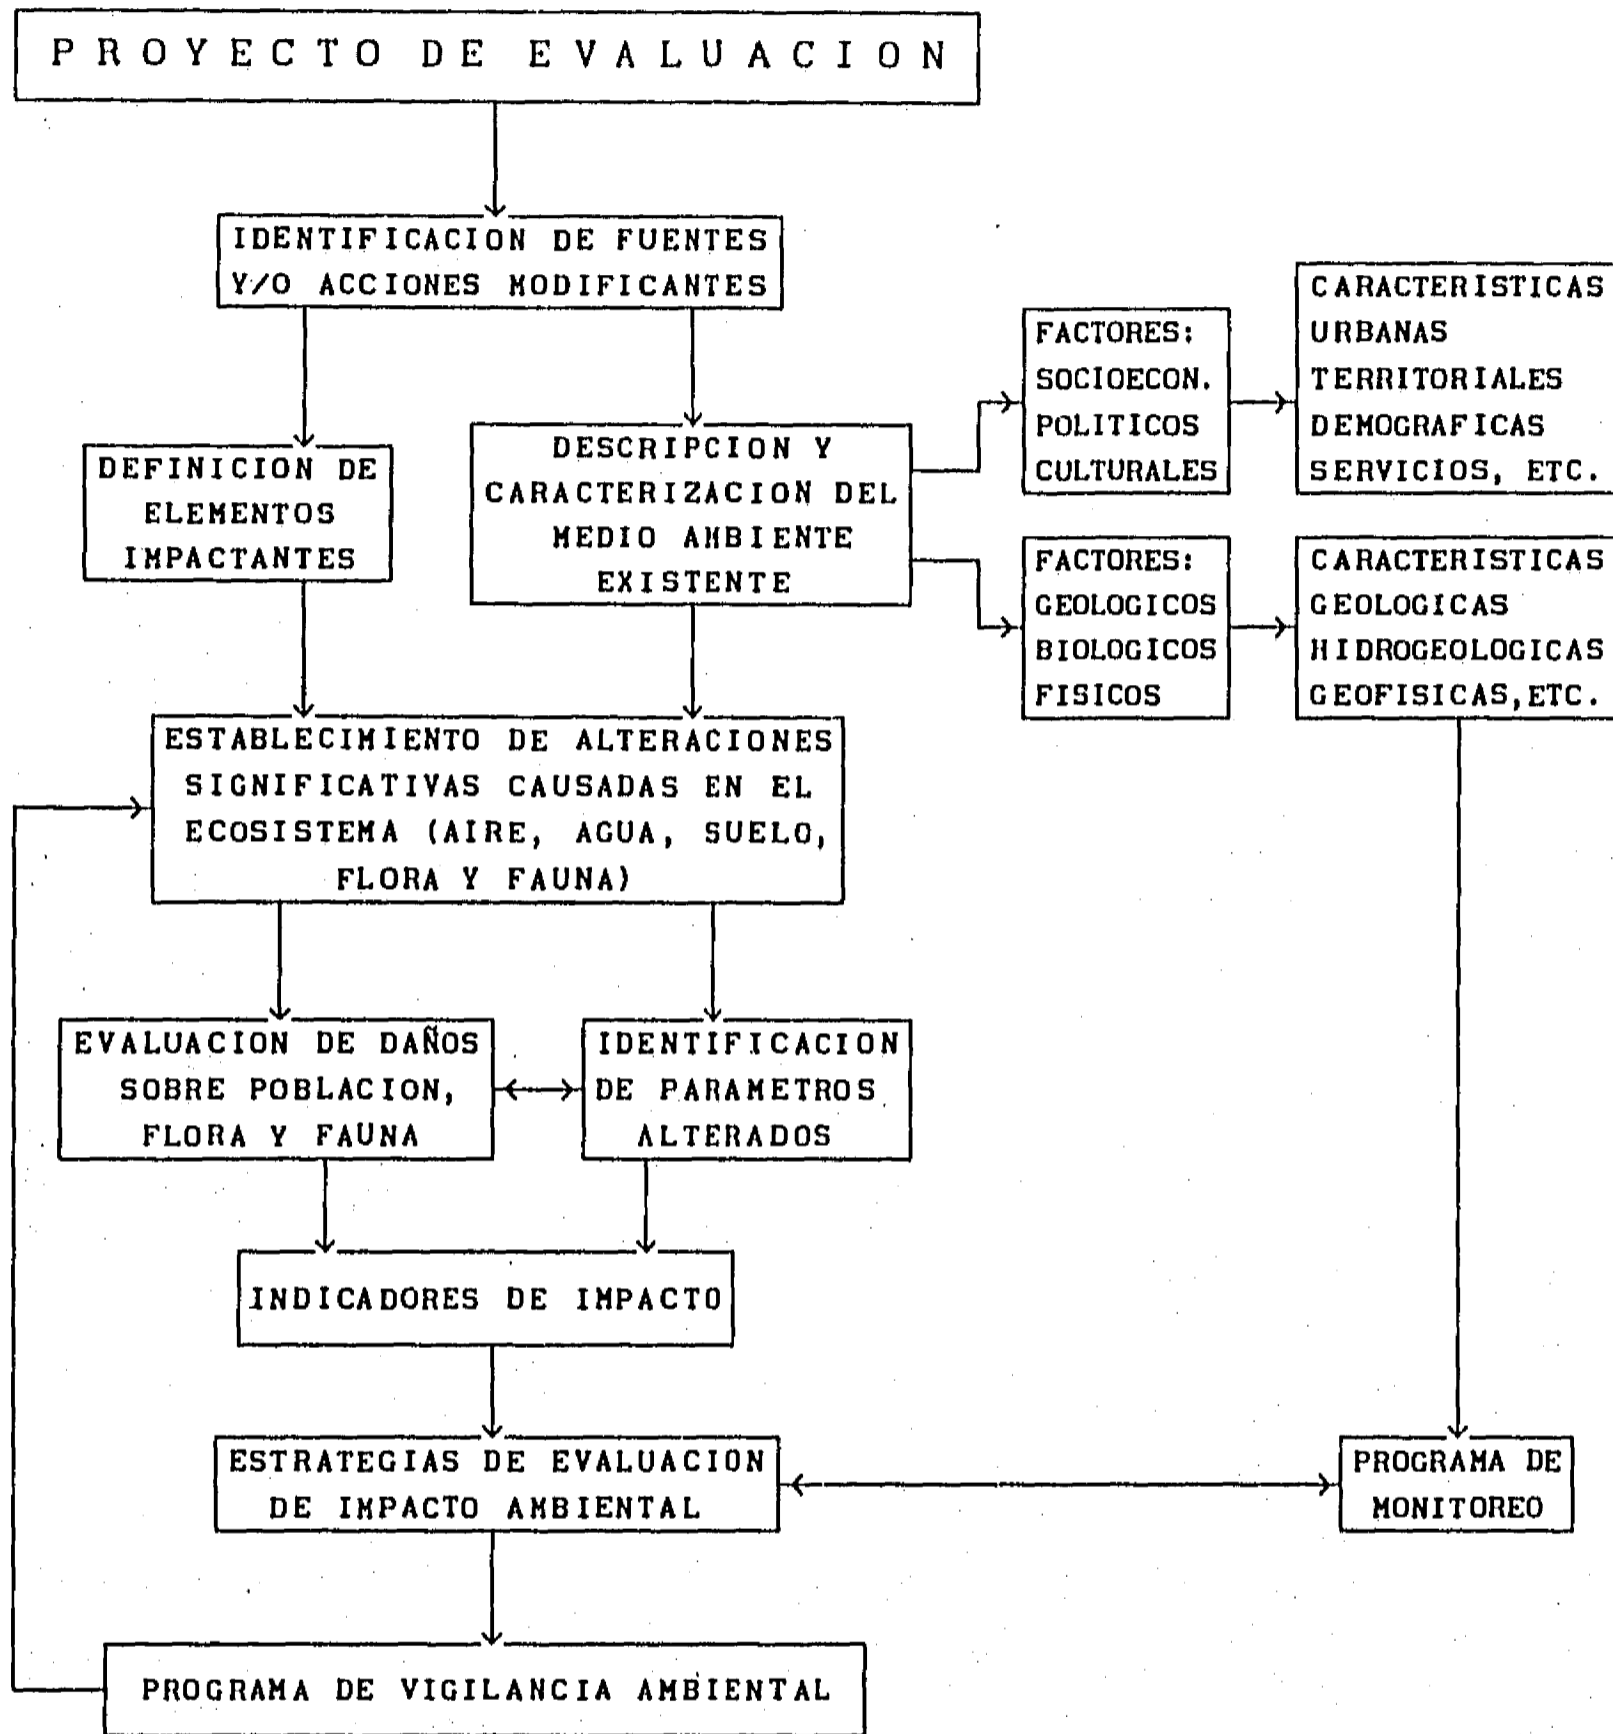 PROYECTO DE EVALUACION
IDENTIFICACION DE FUENTES
Y/O ACCIONES MODIFICANTES
DEFINICION DE
ELEMENTOS
IMPACTANTES
DESCRIPCION Y
CARACTERIZACION DEL
MEDIO AMBIENTE
EXISTENTE
FACTORES:
SOCIOECON.
POLITICOS
CULTURALES
CARACTERISTICAS
URBANAS
TERRITORIALES
DEMOGRAFICAS
SERVICIOS, ETC.
FACTORES:
GEOLOGICOS
BIOLOGICOS
FISICOS
CARACTERISTICAS
GEOLOGICAS
HIDROGEOLOGICAS
GEOFISICAS,ETC.
ESTABLECIMIENTO DE ALTERACIONES
SIGNIFICATIVAS CAUSADAS EN EL
ECOSISTEMA (AIRE, AGUA, SUELO,
FLORA Y FAUNA)
EVALUACION DE DAÑOS
SOBRE POBLACION,
FLORA Y FAUNA
IDENTIFICACION
DE PARAMETROS
ALTERADOS
INDICADORES DE IMPACTO
ESTRATEGIAS DE EVALUACION
DE IMPACTO AMBIENTAL
PROGRAMA DE
MONITOREO
PROGRAMA DE VIGILANCIA AMBIENTAL